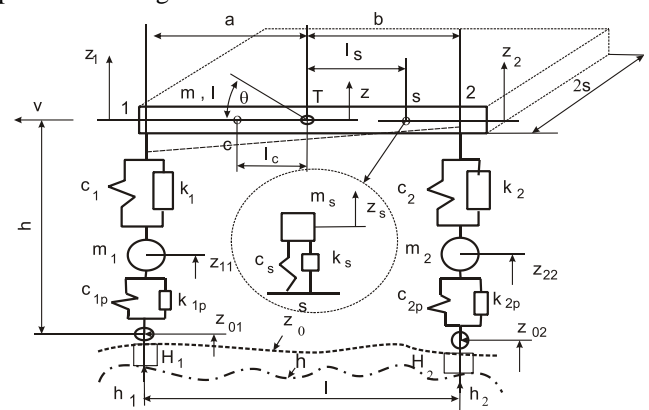 a
b
z1
ls
z2
m , I
θ
T
z
s
2
2s
v
1
c
lc
c1
k1
ms
zs
c2
k2
h
m1
z11
cs
ks
m2
z22
c1p
k1p
s
c2p
k2p
z01
z0
z02
H1
h
H2
h1
l
h2